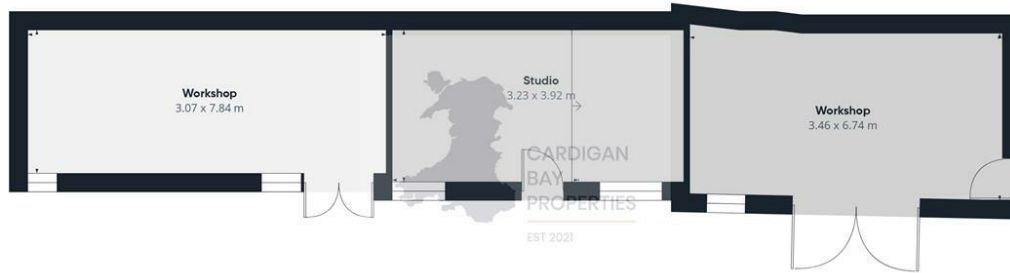 Workshop
3.07 x 7.84 m
Studio
3.23 x 3.92 m
Workshop
3.46 x 6.74 m
CARDIGAN
BAY
PROPERTIES
EST 2021